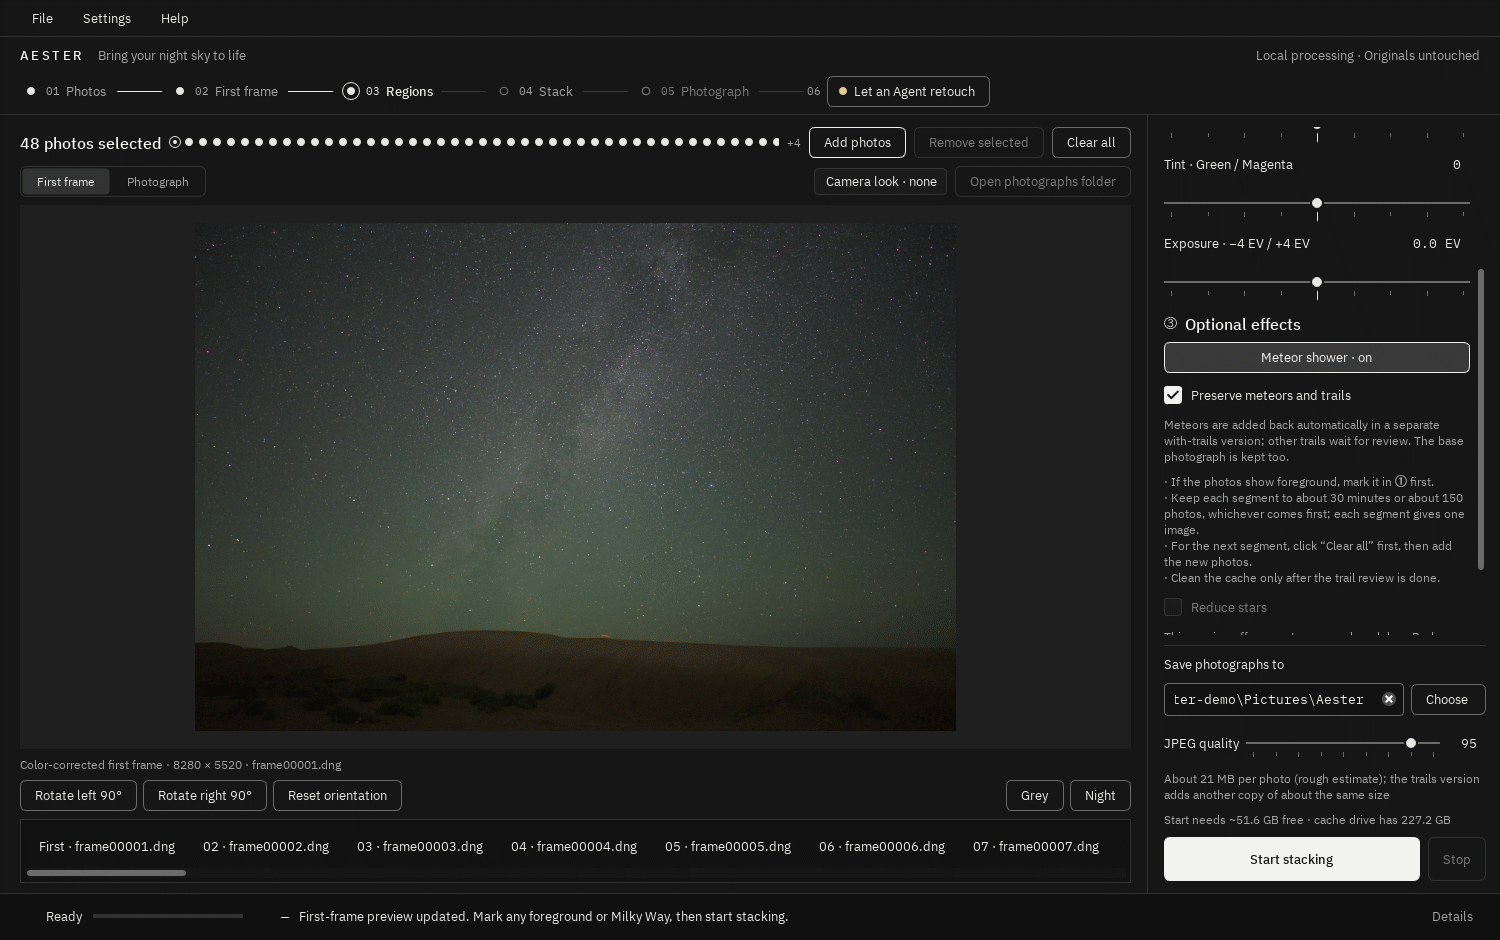 File Settings Help
AESTER Bring your night sky to life Local processing · Originals untouched
01 Photos 02 First frame 03 Regions 04 Stack 05 Photograph 06 Let an Agent retouch
48 photos selected +4 Add photos Remove selected Clear all
First frame Photograph Camera look · none Open photographs folder
Color-corrected first frame · 8280 × 5520 · frame00001.dng
Rotate left 90° Rotate right 90° Reset orientation Grey Night
First · frame00001.dng 02 · frame00002.dng 03 · frame00003.dng 04 · frame00004.dng 05 · frame00005.dng 06 · frame00006.dng 07 · frame00007.dng
Tint · Green / Magenta 0
Exposure · −4 EV / +4 EV 0.0 EV
③ Optional effects
Meteor shower · on
Preserve meteors and trails
Meteors are added back automatically in a separate
with-trails version; other trails wait for review. The base
photograph is kept too.
· If the photos show foreground, mark it in ① first.
· Keep each segment to about 30 minutes or about 150
photos, whichever comes first; each segment gives one
image.
· For the next segment, click “Clear all” first, then add
the new photos.
· Clean the cache only after the trail review is done.
Reduce stars
Save photographs to
ter-demo\Pictures\Aester Choose
JPEG quality 95
About 21 MB per photo (rough estimate); the trails version
adds another copy of about the same size
Start needs ~51.6 GB free · cache drive has 227.2 GB
Start stacking Stop
Ready — First-frame preview updated. Mark any foreground or Milky Way, then start stacking. Details